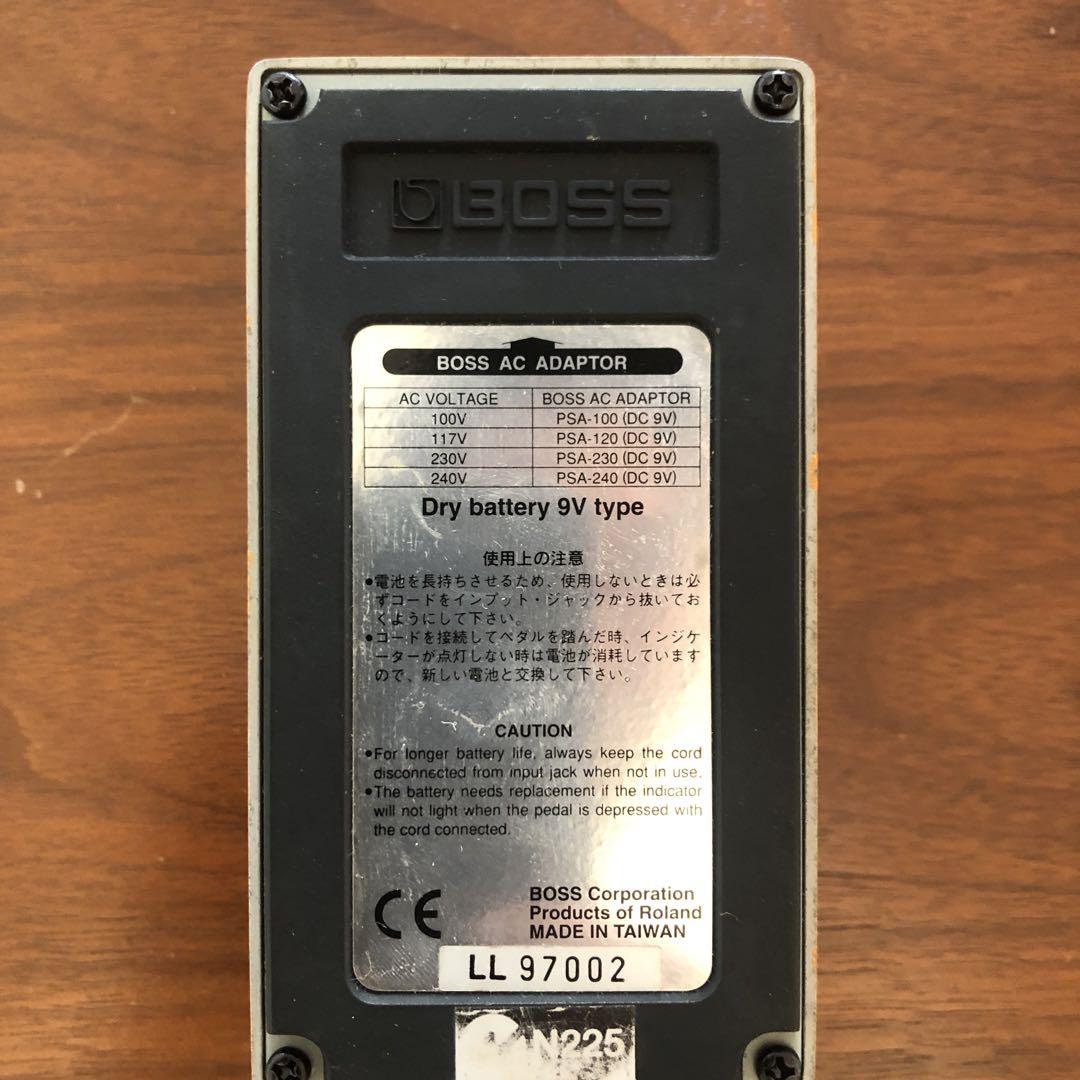 BOSS
BOSS AC ADAPTOR
AC VOLTAGE BOSS AC ADAPTOR
100V PSA-100 (DC 9V)
117V PSA-120 (DC 9V)
230V PSA-230 (DC 9V)
240V PSA-240 (DC 9V)
Dry battery 9V type
使用上の注意
●電池を長持ちさせるため、使用しないときは必
ずコードをインプット・ジャックから抜いてお
くようにして下さい。
●コードを接続してペダルを踏んだ時、インジケ
ーターが点灯しない時は電池が消耗しています
ので、新しい電池と交換して下さい。
CAUTION
●For longer battery life, always keep the cord
disconnected from input jack when not in use.
●The battery needs replacement if the indicator
will not light when the pedal is depressed with
the cord connected.
CE
BOSS Corporation
Products of Roland
MADE IN TAIWAN
LL 97002
N225